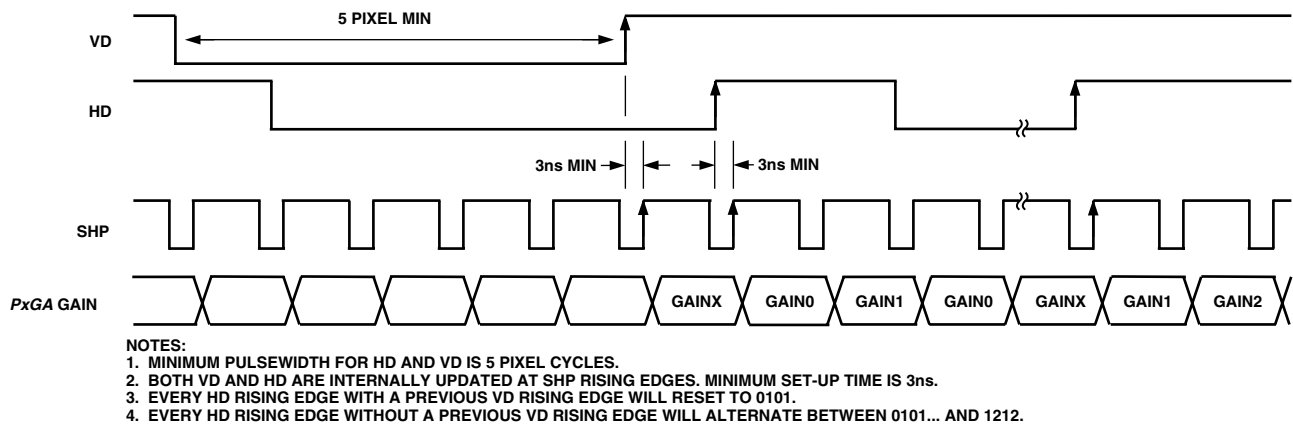 5 PIXEL MIN
VD
HD
3ns MIN
3ns MIN
SHP
PxGA GAIN
GAINX
GAIN0
GAIN1
GAIN0
GAINX
GAIN1
GAIN2
NOTES:
1. MINIMUM PULSEWIDTH FOR HD AND VD IS 5 PIXEL CYCLES.
2. BOTH VD AND HD ARE INTERNALLY UPDATED AT SHP RISING EDGES. MINIMUM SET-UP TIME IS 3ns.
3. EVERY HD RISING EDGE WITH A PREVIOUS VD RISING EDGE WILL RESET TO 0101.
4. EVERY HD RISING EDGE WITHOUT A PREVIOUS VD RISING EDGE WILL ALTERNATE BETWEEN 0101... AND 1212.